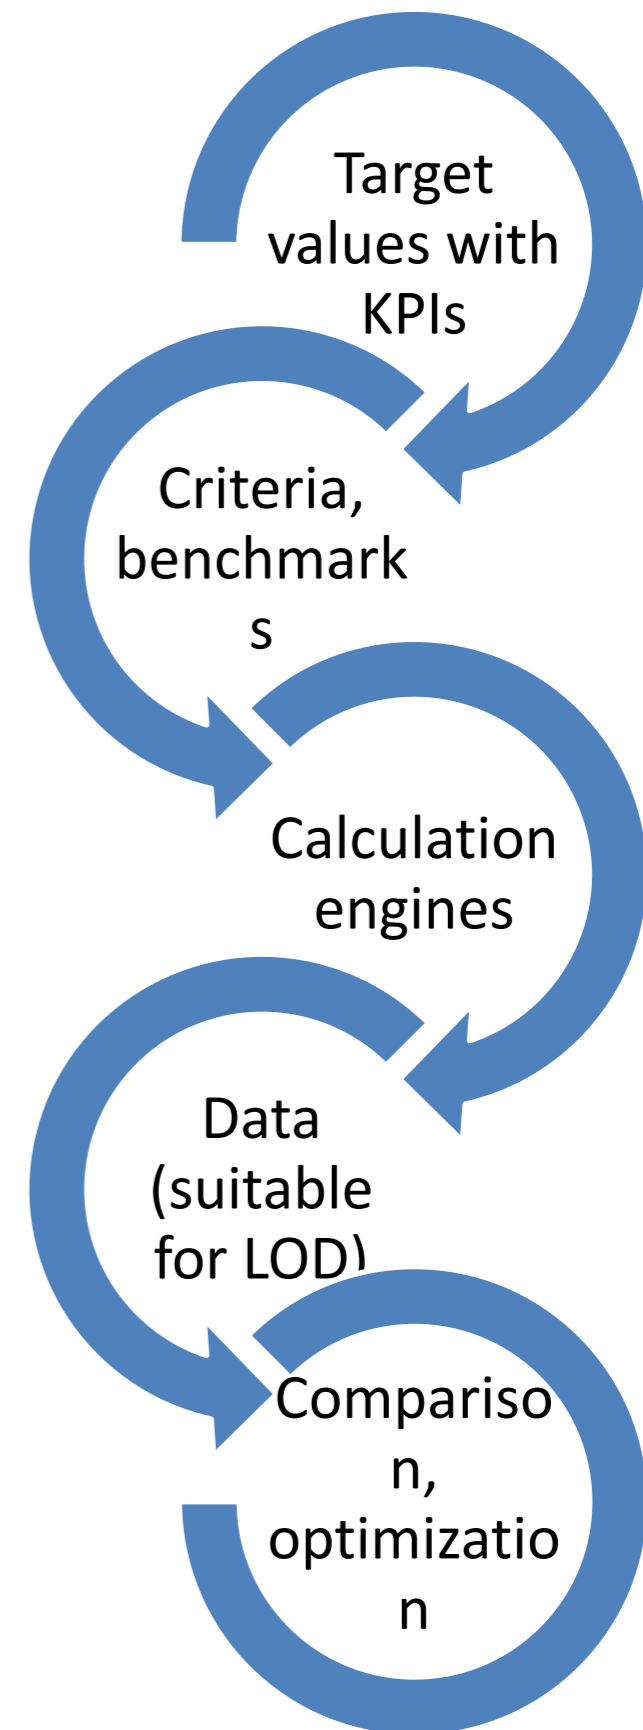 Target
values with
KPIs
Criteria,
benchmark
s
Calculation
engines
Data
(suitable
for LOD)
Compariso
n,
optimizatio
n